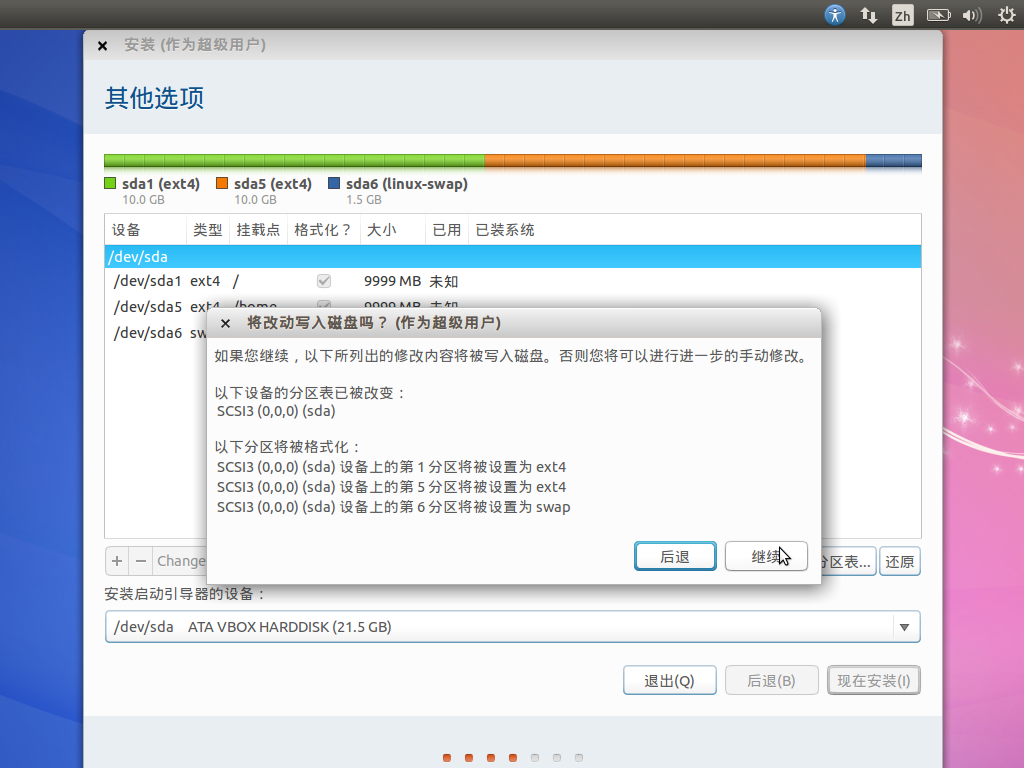 Zh
安装 (作为超级用户)
其他选项
sda1 (ext4) sda5 (ext4) sda6 (linux-swap)
10.0 GB 10.0 GB 1.5 GB
设备 类型 挂载点 格式化？ 大小 已用 已装系统
/dev/sda
/dev/sda1 ext4 / 9999 MB 未知
/dev/sda5 ext4 /home 9999 MB 未知
/dev/sda6 sw
将改动写入磁盘吗？ (作为超级用户)
如果您继续，以下所列出的修改内容将被写入磁盘。否则您将可以进行进一步的手动修改。
以下设备的分区表已被改变：
SCSI3 (0,0,0) (sda)
以下分区将被格式化：
SCSI3 (0,0,0) (sda) 设备上的第 1 分区将被设置为 ext4
SCSI3 (0,0,0) (sda) 设备上的第 5 分区将被设置为 ext4
SCSI3 (0,0,0) (sda) 设备上的第 6 分区将被设置为 swap
后退 继续
+ − Change 分区表... 还原
安装启动引导器的设备：
/dev/sda ATA VBOX HARDDISK (21.5 GB)
退出(Q) 后退(B) 现在安装(I)